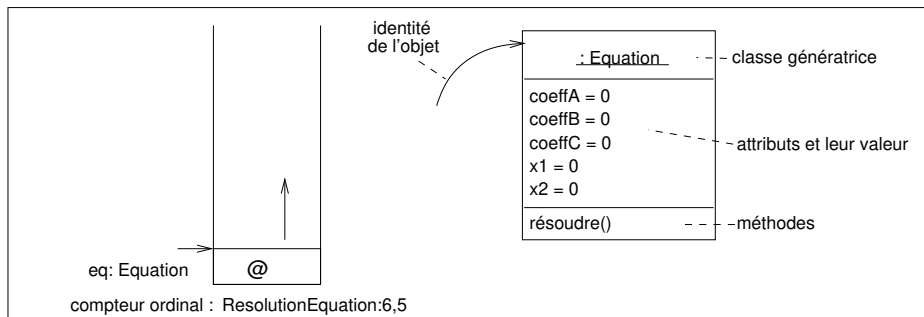 identité
de l'objet
: Equation
classe génératrice
coeffA = 0
coeffB = 0
coeffC = 0
x1 = 0
x2 = 0
attributs et leur valeur
résoudre()
méthodes
eq: Equation
@
compteur ordinal : ResolutionEquation:6,5